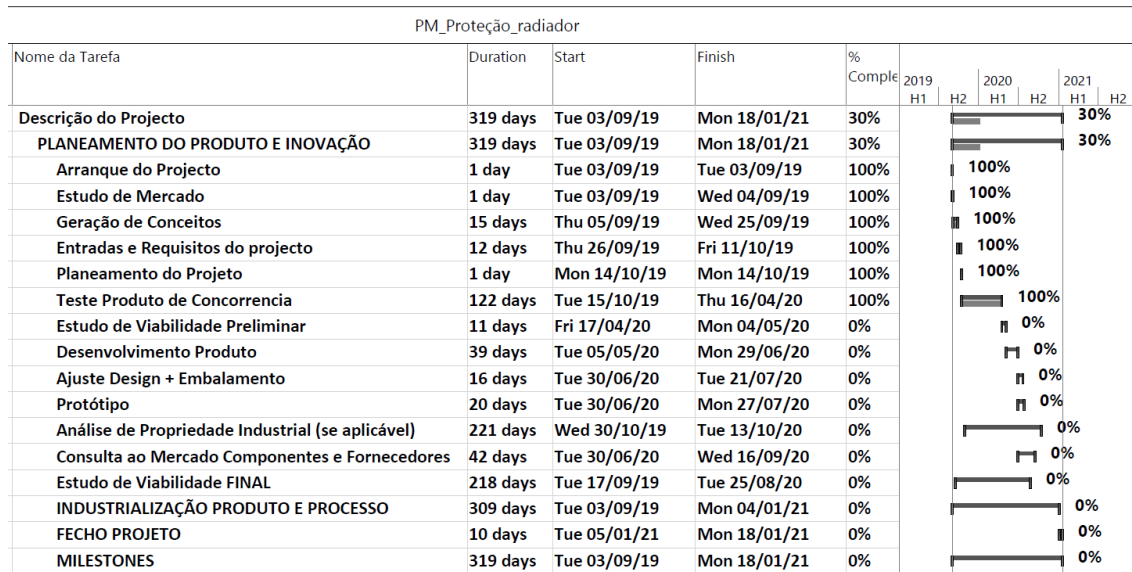 PM_Proteção_radiador
Nome da Tarefa Duration Start Finish % Comple
2019 2020 2021
H1 H2 H1 H2 H1 H2
Descrição do Projecto 319 days Tue 03/09/19 Mon 18/01/21 30% 30%
PLANEAMENTO DO PRODUTO E INOVAÇÃO 319 days Tue 03/09/19 Mon 18/01/21 30% 30%
Arranque do Projecto 1 day Tue 03/09/19 Tue 03/09/19 100% 100%
Estudo de Mercado 1 day Tue 03/09/19 Wed 04/09/19 100% 100%
Geração de Conceitos 15 days Thu 05/09/19 Wed 25/09/19 100% 100%
Entradas e Requisitos do projecto 12 days Thu 26/09/19 Fri 11/10/19 100% 100%
Planeamento do Projeto 1 day Mon 14/10/19 Mon 14/10/19 100% 100%
Teste Produto de Concorrencia 122 days Tue 15/10/19 Thu 16/04/20 100% 100%
Estudo de Viabilidade Preliminar 11 days Fri 17/04/20 Mon 04/05/20 0% 0%
Desenvolvimento Produto 39 days Tue 05/05/20 Mon 29/06/20 0% 0%
Ajuste Design + Embalamento 16 days Tue 30/06/20 Tue 21/07/20 0% 0%
Protótipo 20 days Tue 30/06/20 Mon 27/07/20 0% 0%
Análise de Propriedade Industrial (se aplicável) 221 days Wed 30/10/19 Tue 13/10/20 0% 0%
Consulta ao Mercado Componentes e Fornecedores 42 days Tue 30/06/20 Wed 16/09/20 0% 0%
Estudo de Viabilidade FINAL 218 days Tue 17/09/19 Tue 25/08/20 0% 0%
INDUSTRIALIZAÇÃO PRODUTO E PROCESSO 309 days Tue 03/09/19 Mon 04/01/21 0% 0%
FECHO PROJETO 10 days Tue 05/01/21 Mon 18/01/21 0% 0%
MILESTONES 319 days Tue 03/09/19 Mon 18/01/21 0% 0%